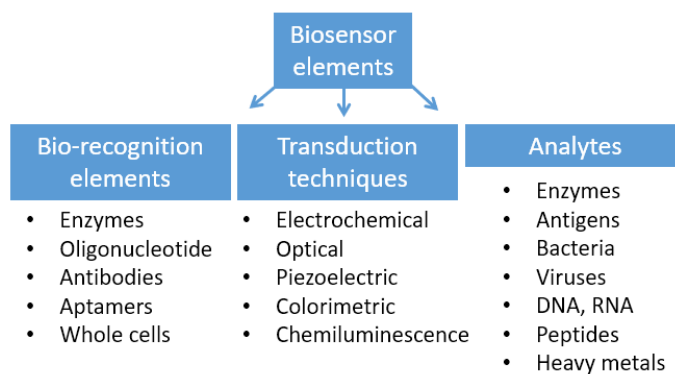 Biosensor
elements
Bio-recognition
elements
• Enzymes
• Oligonucleotide
• Antibodies
• Aptamers
• Whole cells
Transduction
techniques
• Electrochemical
• Optical
• Piezoelectric
• Colorimetric
• Chemiluminescence
Analytes
• Enzymes
• Antigens
• Bacteria
• Viruses
• DNA, RNA
• Peptides
• Heavy metals